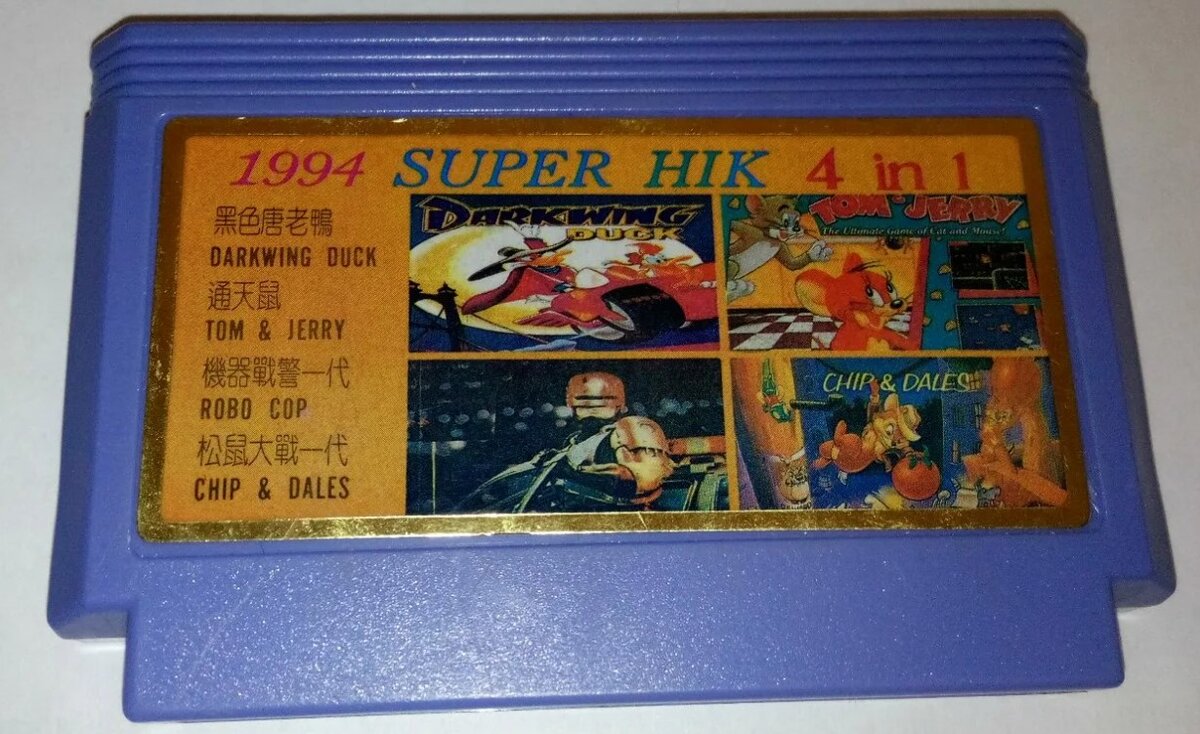 1994 SUPER HIK 4 in 1
黑色唐老鴨
DARKWING DUCK
通天鼠
TOM & JERRY
機器戰警一代
ROBO COP
松鼠大戰一代
CHIP & DALES
DARKWING
DUCK
TOM & JERRY
The Ultimate Game of Cat and Mouse!
CHIP & DALES